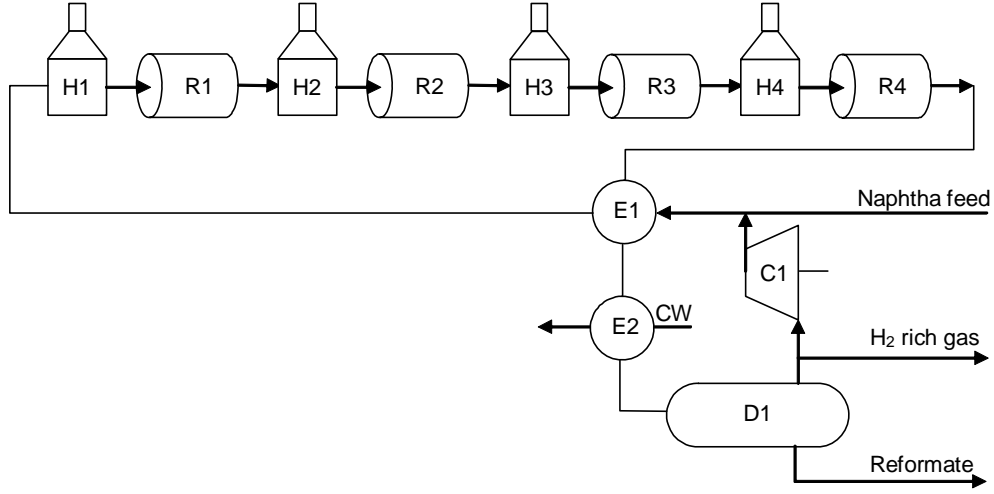 H1 R1 H2 R2 H3 R3 H4 R4
Naphtha feed
E1
C1
CW
E2
H₂ rich gas
D1
Reformate